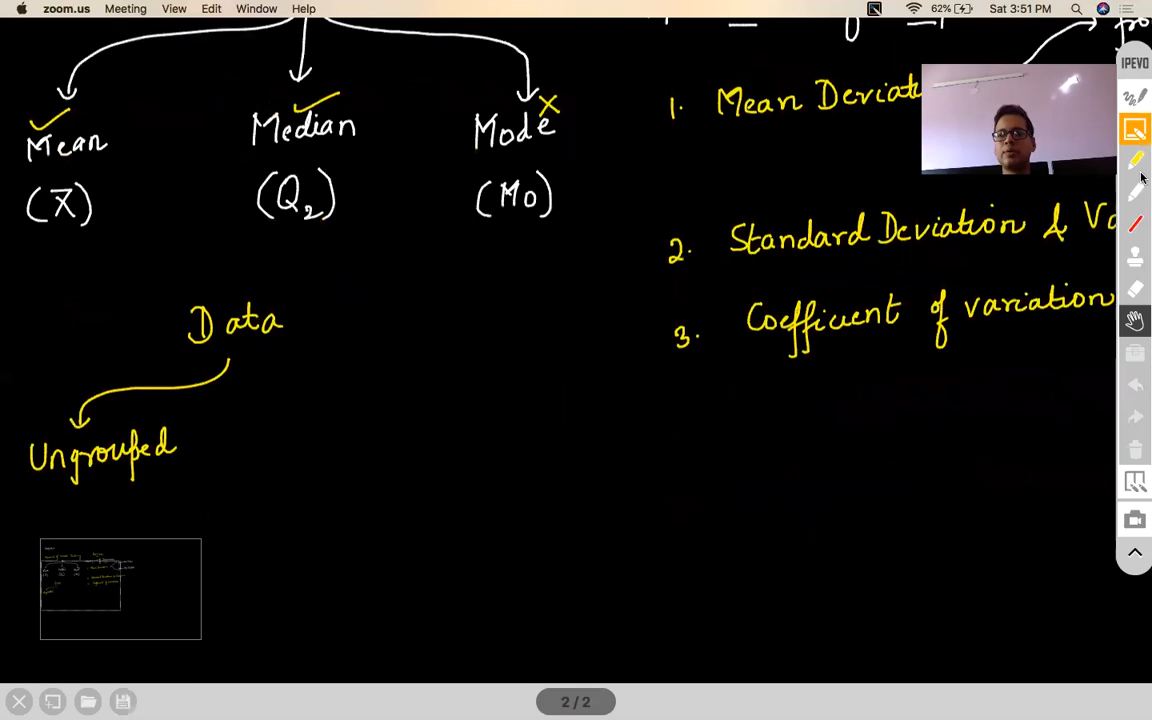 zoom.us Meeting View Edit Window Help 62% Sat 3:51 PM
IPEVO
Mean
(X̄)
Median
(Q₂)
Mode
(Mo)
1. Mean Deviat
2. Standard Deviation & Va
3. Coefficient of variation
Data
Ungrouped
2 / 2